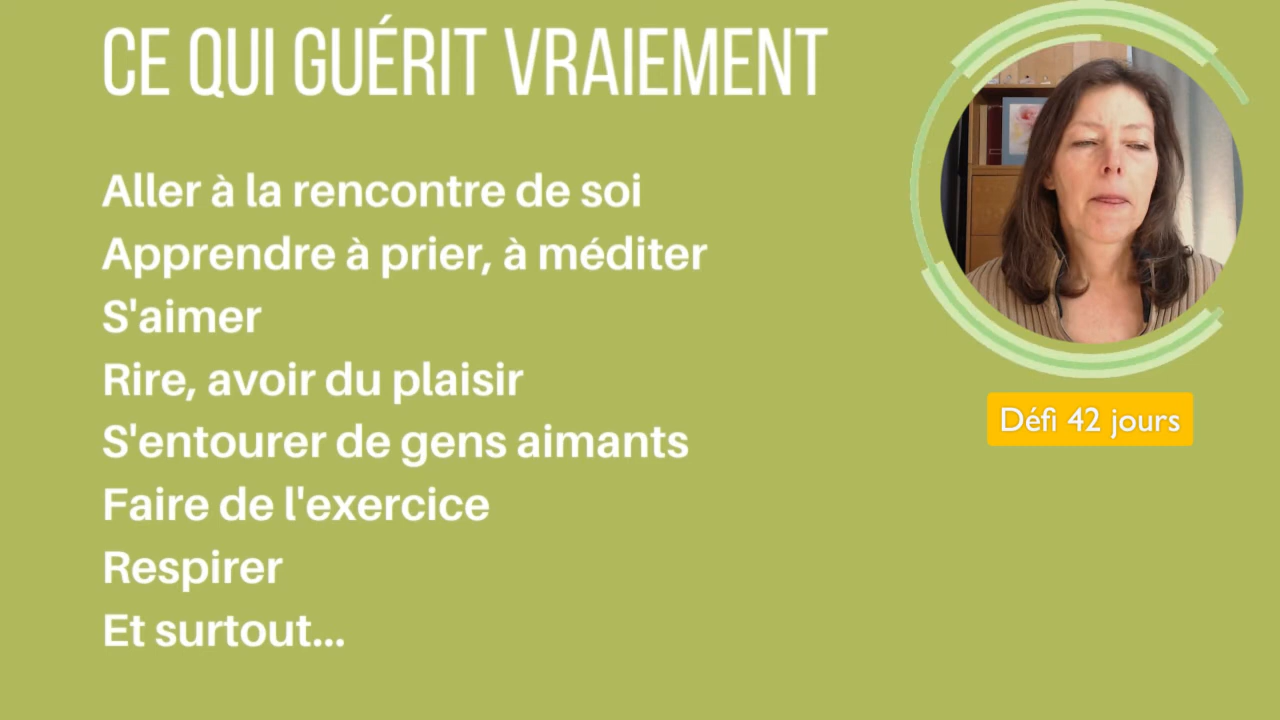 CE QUI GUÉRIT VRAIEMENT
Aller à la rencontre de soi
Apprendre à prier, à méditer
S'aimer
Rire, avoir du plaisir
S'entourer de gens aimants
Faire de l'exercice
Respirer
Et surtout...
Défi 42 jours